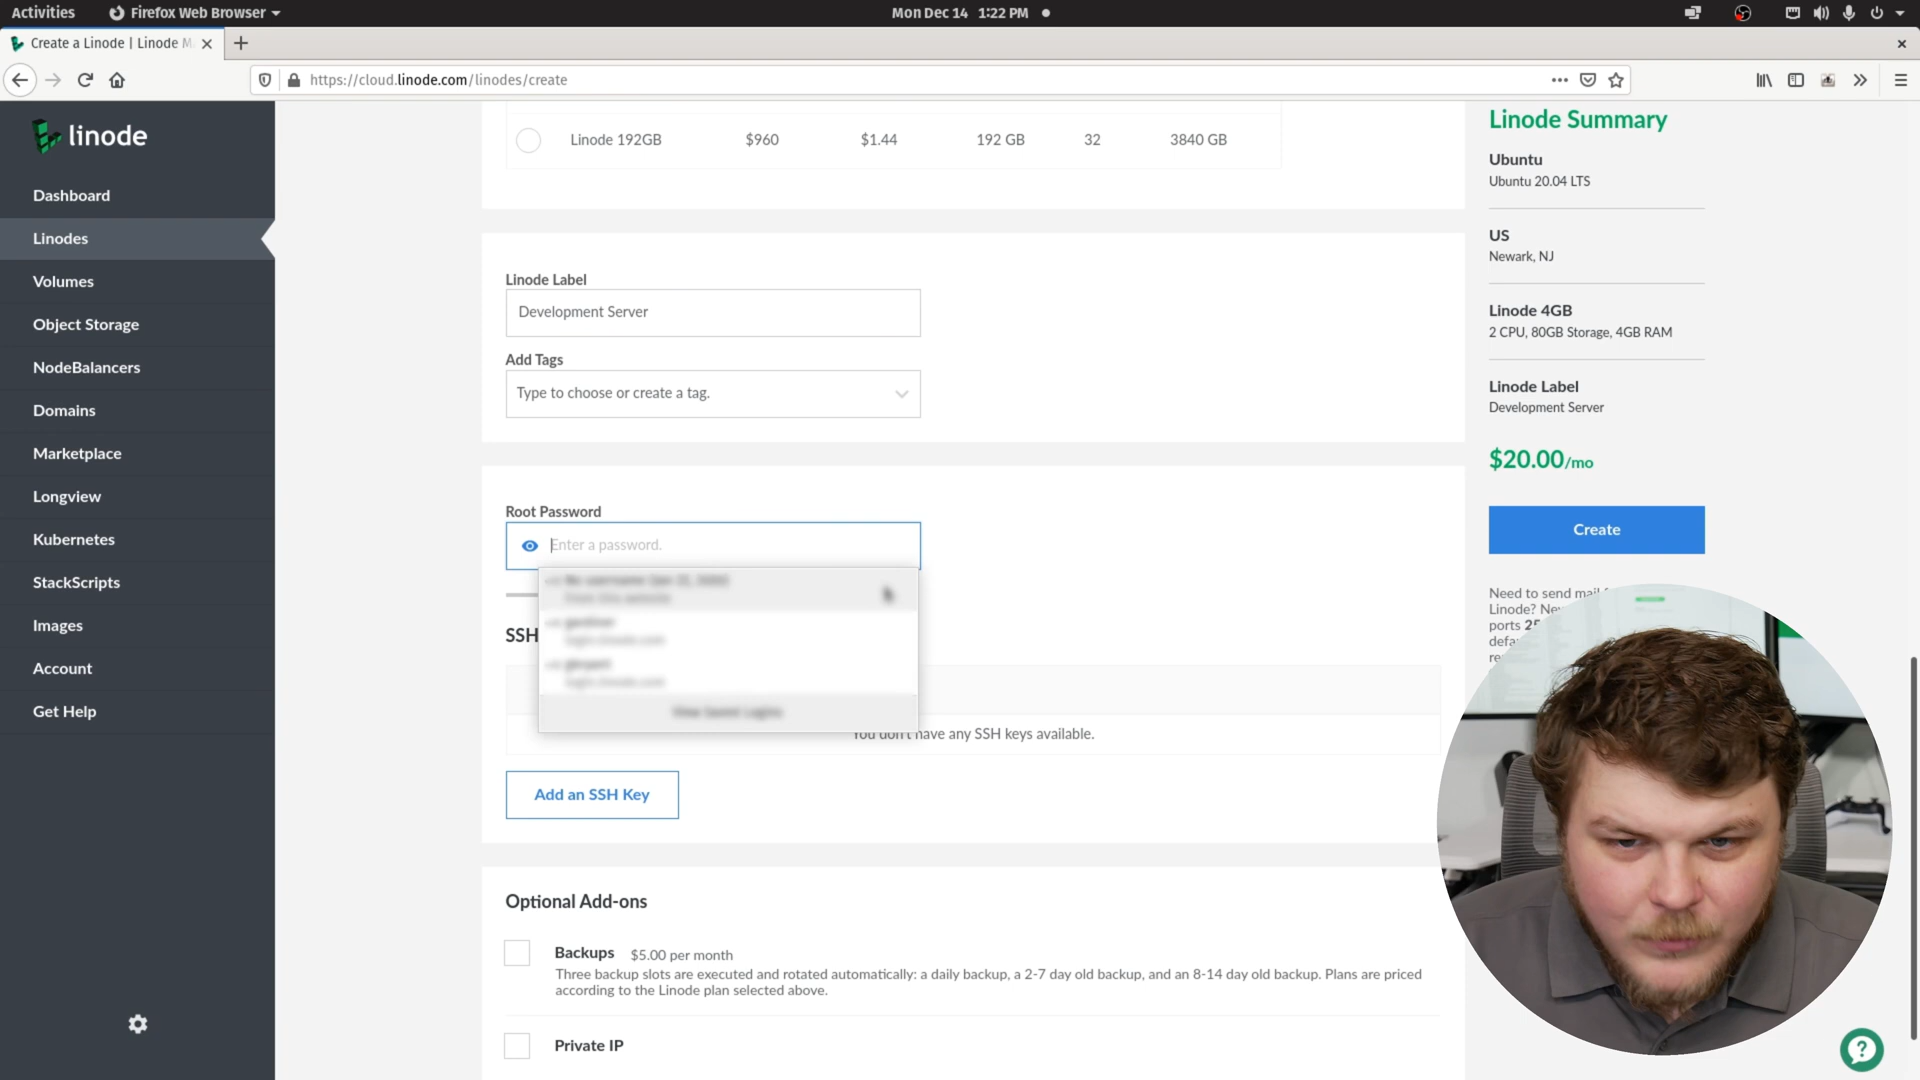 Activities
Firefox Web Browser
Mon Dec 14 1:22 PM
Create a Linode | Linode M
https://cloud.linode.com/linodes/create
linode
Dashboard
Linodes
Volumes
Object Storage
NodeBalancers
Domains
Marketplace
Longview
Kubernetes
StackScripts
Images
Account
Get Help
Linode 192GB $960 $1.44 192 GB 32 3840 GB
Linode Label
Development Server
Add Tags
Type to choose or create a tag.
Root Password
Enter a password.
SSH
You don't have any SSH keys available.
Add an SSH Key
Optional Add-ons
Backups $5.00 per month
Three backup slots are executed and rotated automatically: a daily backup, a 2-7 day old backup, and an 8-14 day old backup. Plans are priced
according to the Linode plan selected above.
Private IP
Linode Summary
Ubuntu
Ubuntu 20.04 LTS
US
Newark, NJ
Linode 4GB
2 CPU, 80GB Storage, 4GB RAM
Linode Label
Development Server
$20.00/mo
Create
Need to send mail
Linode?
ports